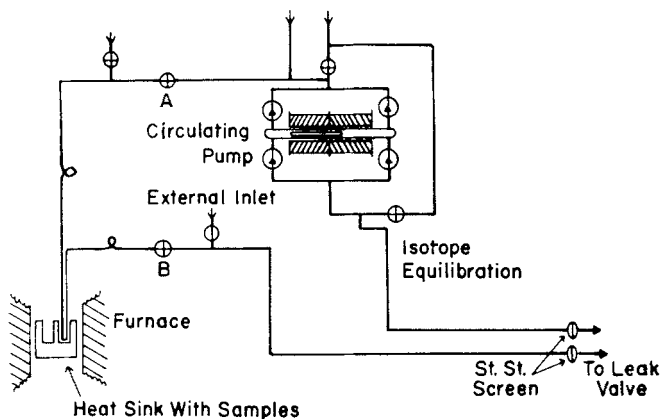 A
Circulating
Pump
External Inlet
B
Isotope
Equilibration
Furnace
St. St.
Screen
To Leak
Valve
Heat Sink With Samples